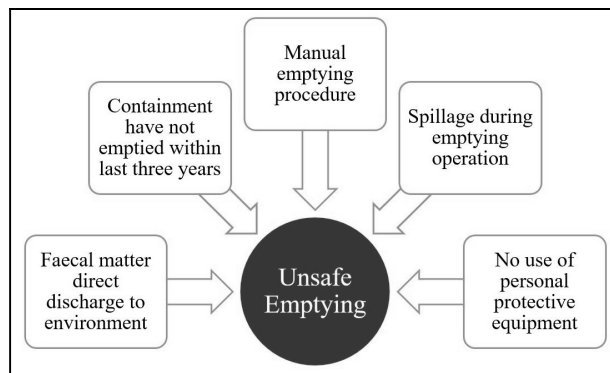 Manual
emptying
procedure
Containment
have not
emptied within
last three years
Spillage during
emptying
operation
Faecal matter
direct
discharge to
environment
Unsafe
Emptying
No use of
personal
protective
equipment